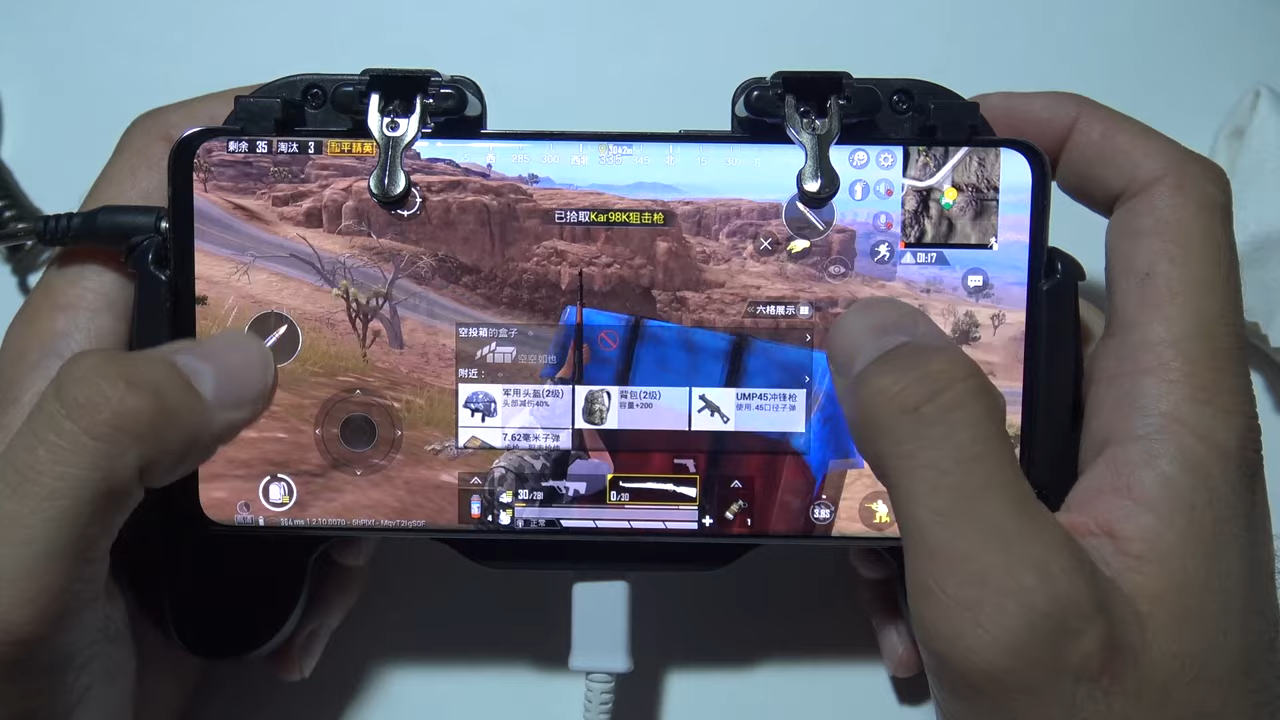 剩余 35 淘汰 3 和平精英
285 300 西北 335 345 北 15 30
已拾取Kar98K狙击枪
01:17
六格展示
空投箱的盒子
空空如也
附近：
军用头盔(2级)
头部减伤40%
背包(2级)
容量+200
UMP45冲锋枪
使用.45口径子弹
7.62毫米子弹
30/281
0/30
正常
1